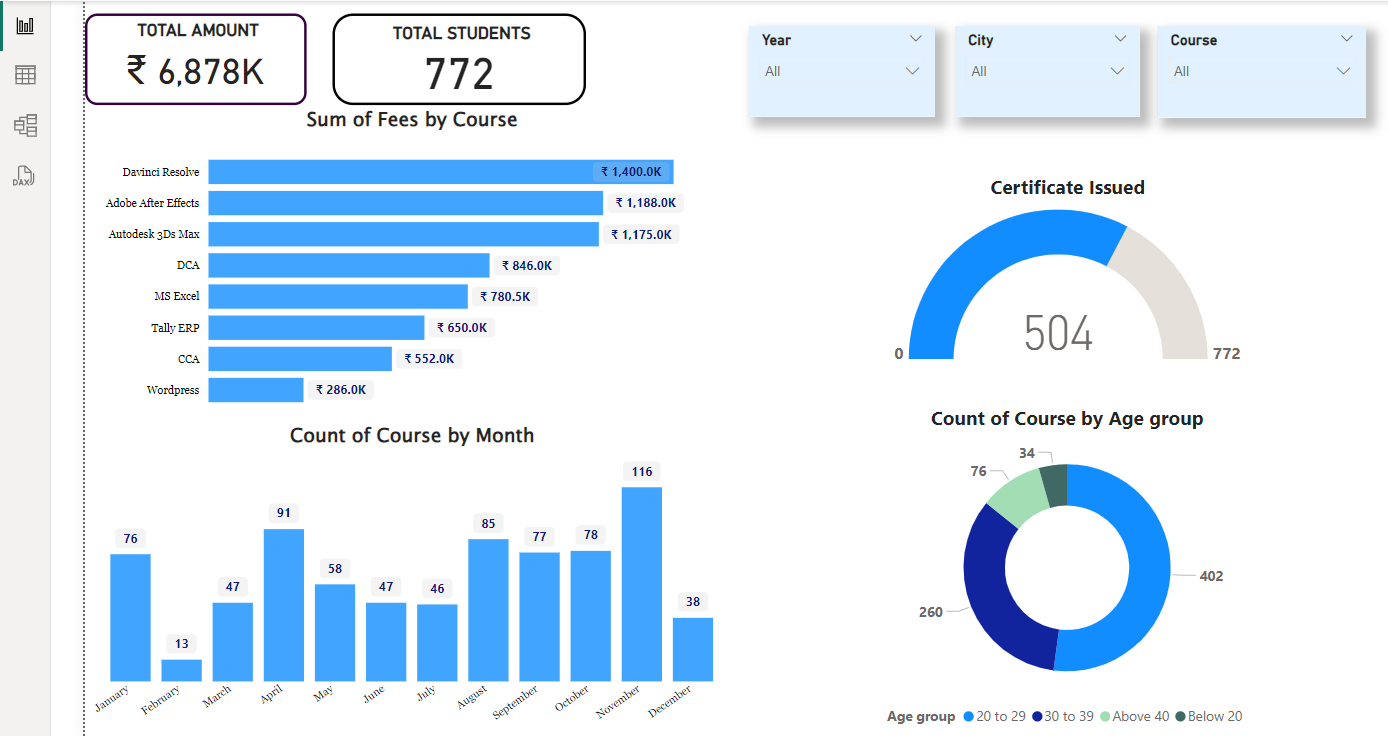 TOTAL AMOUNT
₹ 6,878K
TOTAL STUDENTS
772
Year
All
City
All
Course
All
DAX
Sum of Fees by Course
Davinci Resolve
₹ 1,400.0K
Adobe After Effects
₹ 1,188.0K
Autodesk 3Ds Max
₹ 1,175.0K
DCA
₹ 846.0K
MS Excel
₹ 780.5K
Tally ERP
₹ 650.0K
CCA
₹ 552.0K
Wordpress
₹ 286.0K
Certificate Issued
504
0
772
Count of Course by Month
76
13
47
91
58
47
46
85
77
78
116
38
January
February
March
April
May
June
July
August
September
October
November
December
Count of Course by Age group
34
76
402
260
Age group 20 to 29 30 to 39 Above 40 Below 20